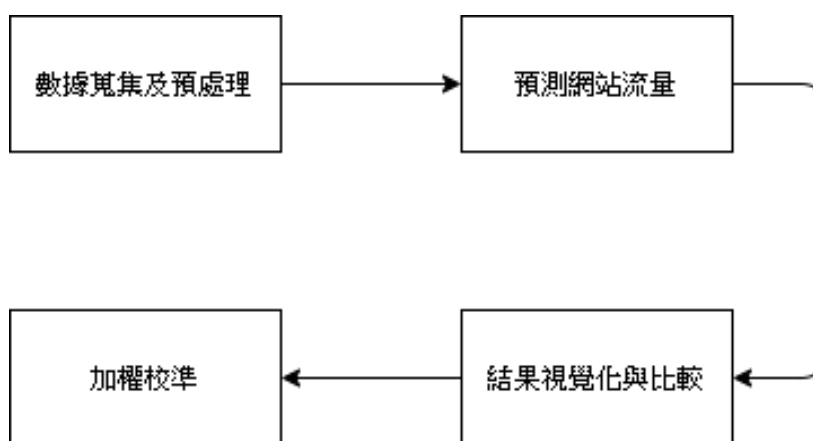 數據蒐集及預處理
預測網站流量
結果視覺化與比較
加權校準